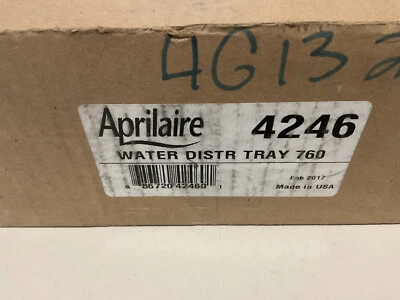 4G13
Aprilaire 4246
WATER DISTR TRAY 760
Feb 2017
Made in USA